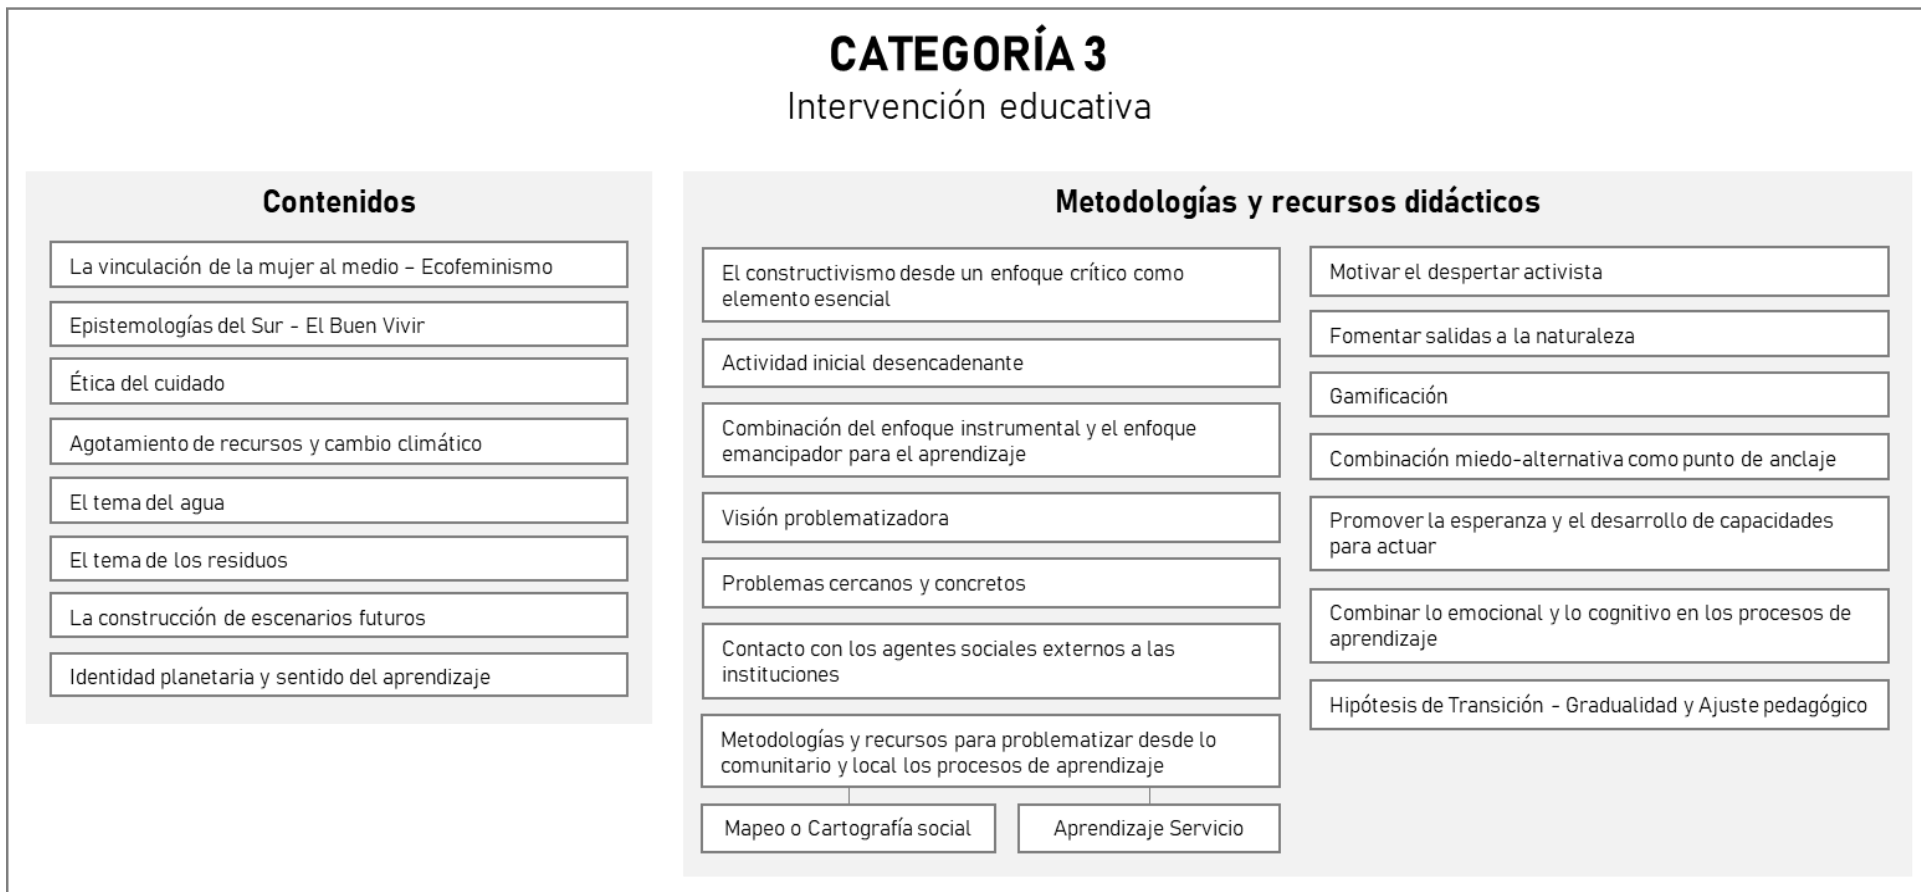 CATEGORÍA 3
Intervención educativa
Contenidos
La vinculación de la mujer al medio – Ecofeminismo
Epistemologías del Sur - El Buen Vivir
Ética del cuidado
Agotamiento de recursos y cambio climático
El tema del agua
El tema de los residuos
La construcción de escenarios futuros
Identidad planetaria y sentido del aprendizaje
Metodologías y recursos didácticos
El constructivismo desde un enfoque crítico como
elemento esencial
Actividad inicial desencadenante
Combinación del enfoque instrumental y el enfoque
emancipador para el aprendizaje
Visión problematizadora
Problemas cercanos y concretos
Contacto con los agentes sociales externos a las
instituciones
Metodologías y recursos para problematizar desde lo
comunitario y local los procesos de aprendizaje
Mapeo o Cartografía social
Aprendizaje Servicio
Motivar el despertar activista
Fomentar salidas a la naturaleza
Gamificación
Combinación miedo-alternativa como punto de anclaje
Promover la esperanza y el desarrollo de capacidades
para actuar
Combinar lo emocional y lo cognitivo en los procesos de
aprendizaje
Hipótesis de Transición - Gradualidad y Ajuste pedagógico